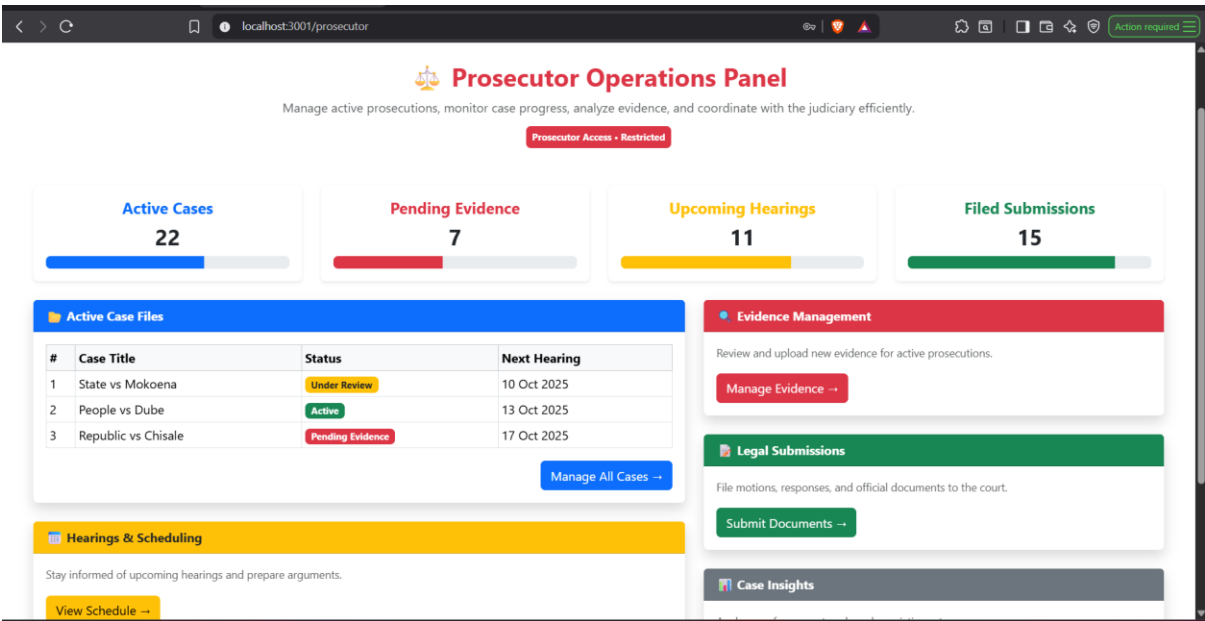 localhost:3001/prosecutor
Action required
Prosecutor Operations Panel
Manage active prosecutions, monitor case progress, analyze evidence, and coordinate with the judiciary efficiently.
Prosecutor Access • Restricted
Active Cases
22
Pending Evidence
7
Upcoming Hearings
11
Filed Submissions
15
Active Case Files
# Case Title Status Next Hearing
1 State vs Mokoena Under Review 10 Oct 2025
2 People vs Dube Active 13 Oct 2025
3 Republic vs Chisale Pending Evidence 17 Oct 2025
Manage All Cases →
Hearings & Scheduling
Stay informed of upcoming hearings and prepare arguments.
View Schedule →
Evidence Management
Review and upload new evidence for active prosecutions.
Manage Evidence →
Legal Submissions
File motions, responses, and official documents to the court.
Submit Documents →
Case Insights